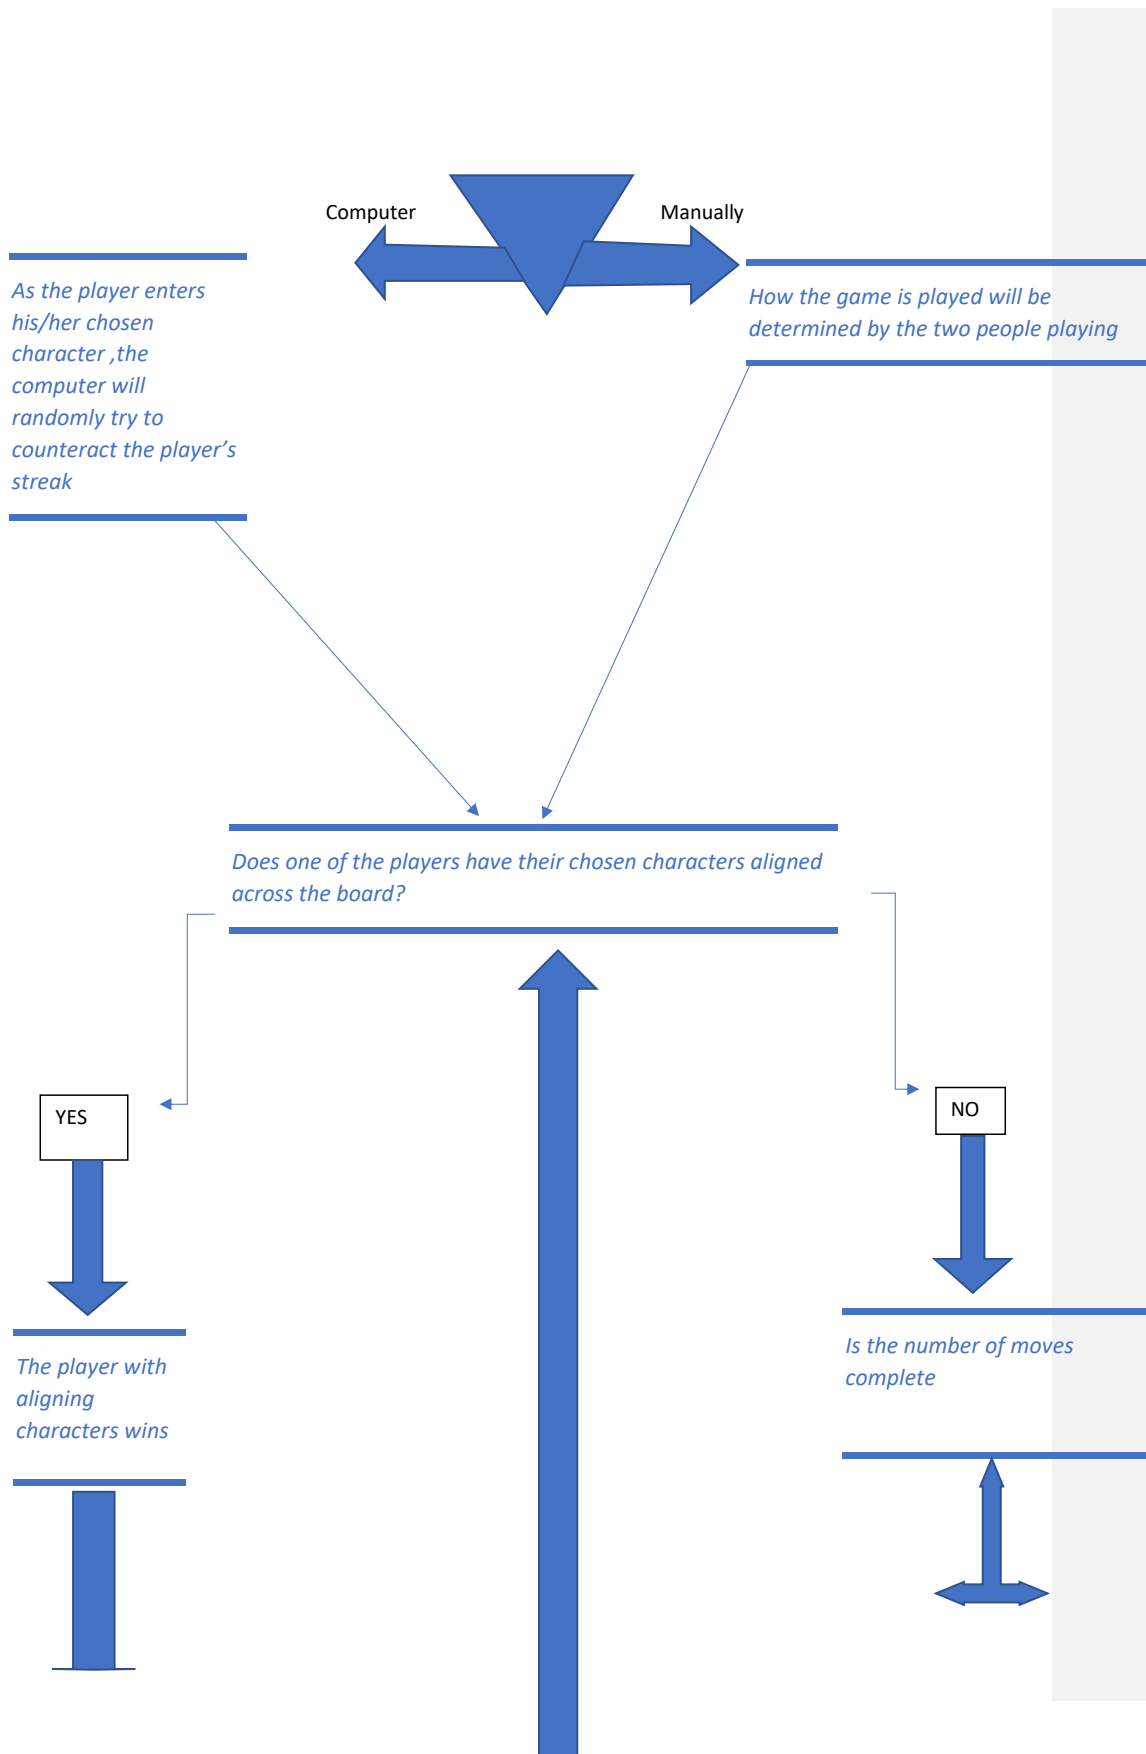 Computer
Manually
As the player enters
his/her chosen
character ,the
computer will
randomly try to
counteract the player’s
streak
How the game is played will be
determined by the two people playing
Does one of the players have their chosen characters aligned
across the board?
YES
NO
The player with
aligning
characters wins
Is the number of moves
complete